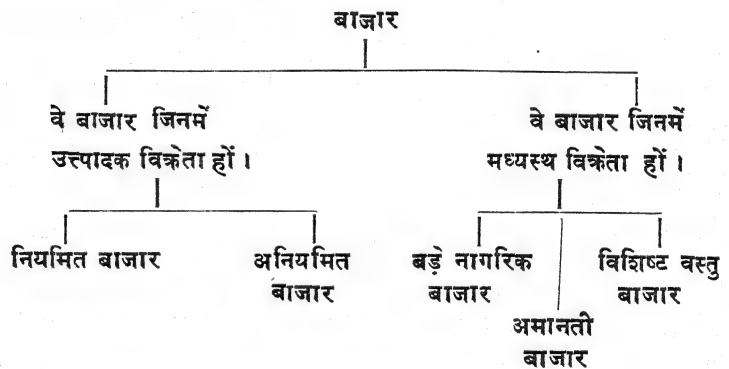 बाजार
वे बाजार जिनमें
उत्त्पादक विक्रेता हों ।
वे बाजार जिनमें
मध्यस्थ विक्रेता हों ।
नियमित बाजार
अनियमित
बाजार
बड़े नागरिक
बाजार
अमानती
बाजार
विशिष्ट वस्तु
बाजार